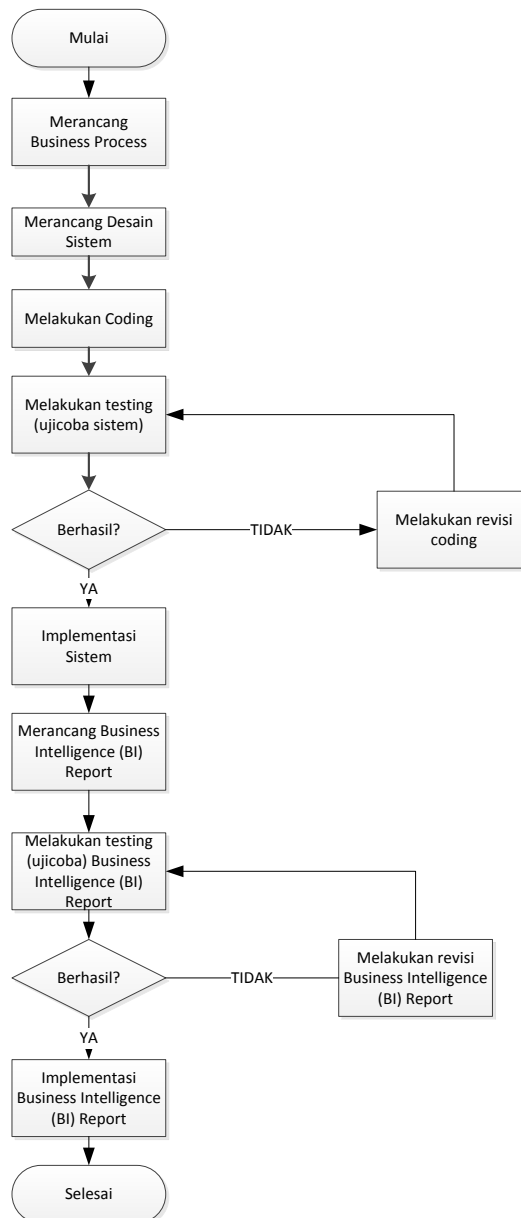 Mulai
Merancang
Business Process
Merancang Desain
Sistem
Melakukan Coding
Melakukan testing
(ujicoba sistem)
Berhasil?
TIDAK
Melakukan revisi
coding
YA
Implementasi
Sistem
Merancang Business
Intelligence (BI)
Report
Melakukan testing
(ujicoba) Business
Intelligence (BI)
Report
Berhasil?
TIDAK
Melakukan revisi
Business Intelligence
(BI) Report
YA
Implementasi
Business Intelligence
(BI) Report
Selesai